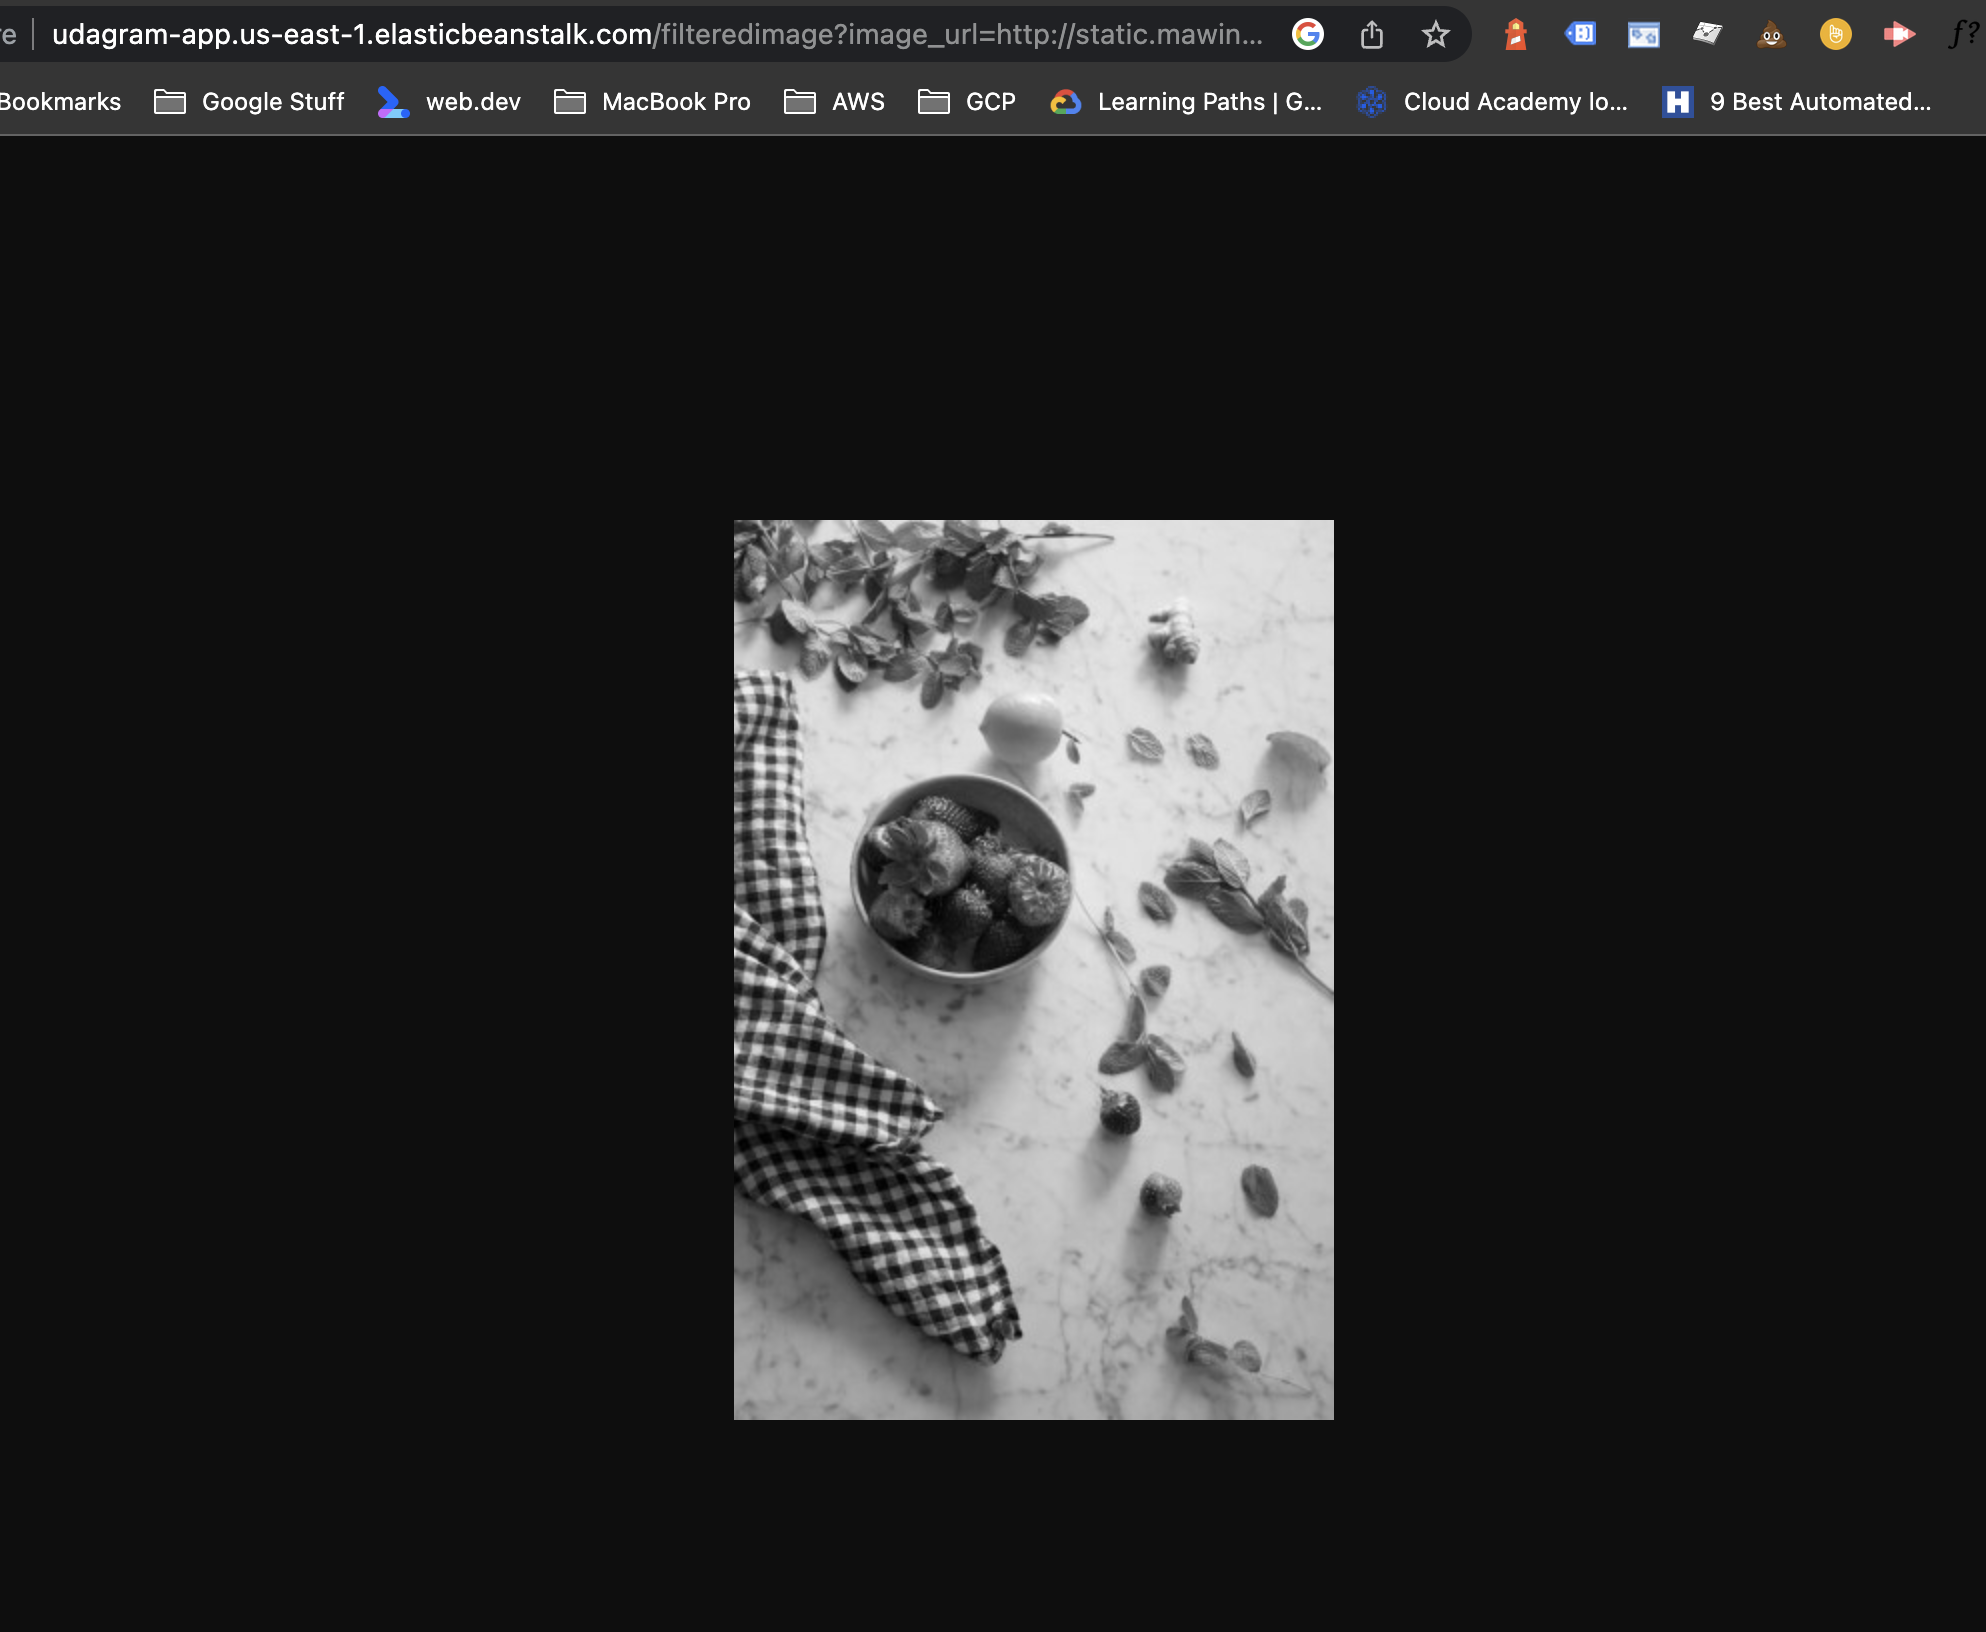 e udagram-app.us-east-1.elasticbeanstalk.com/filteredimage?image_url=http://static.mawin... f?
Bookmarks Google Stuff web.dev MacBook Pro AWS GCP Learning Paths | G... Cloud Academy lo... H 9 Best Automated...